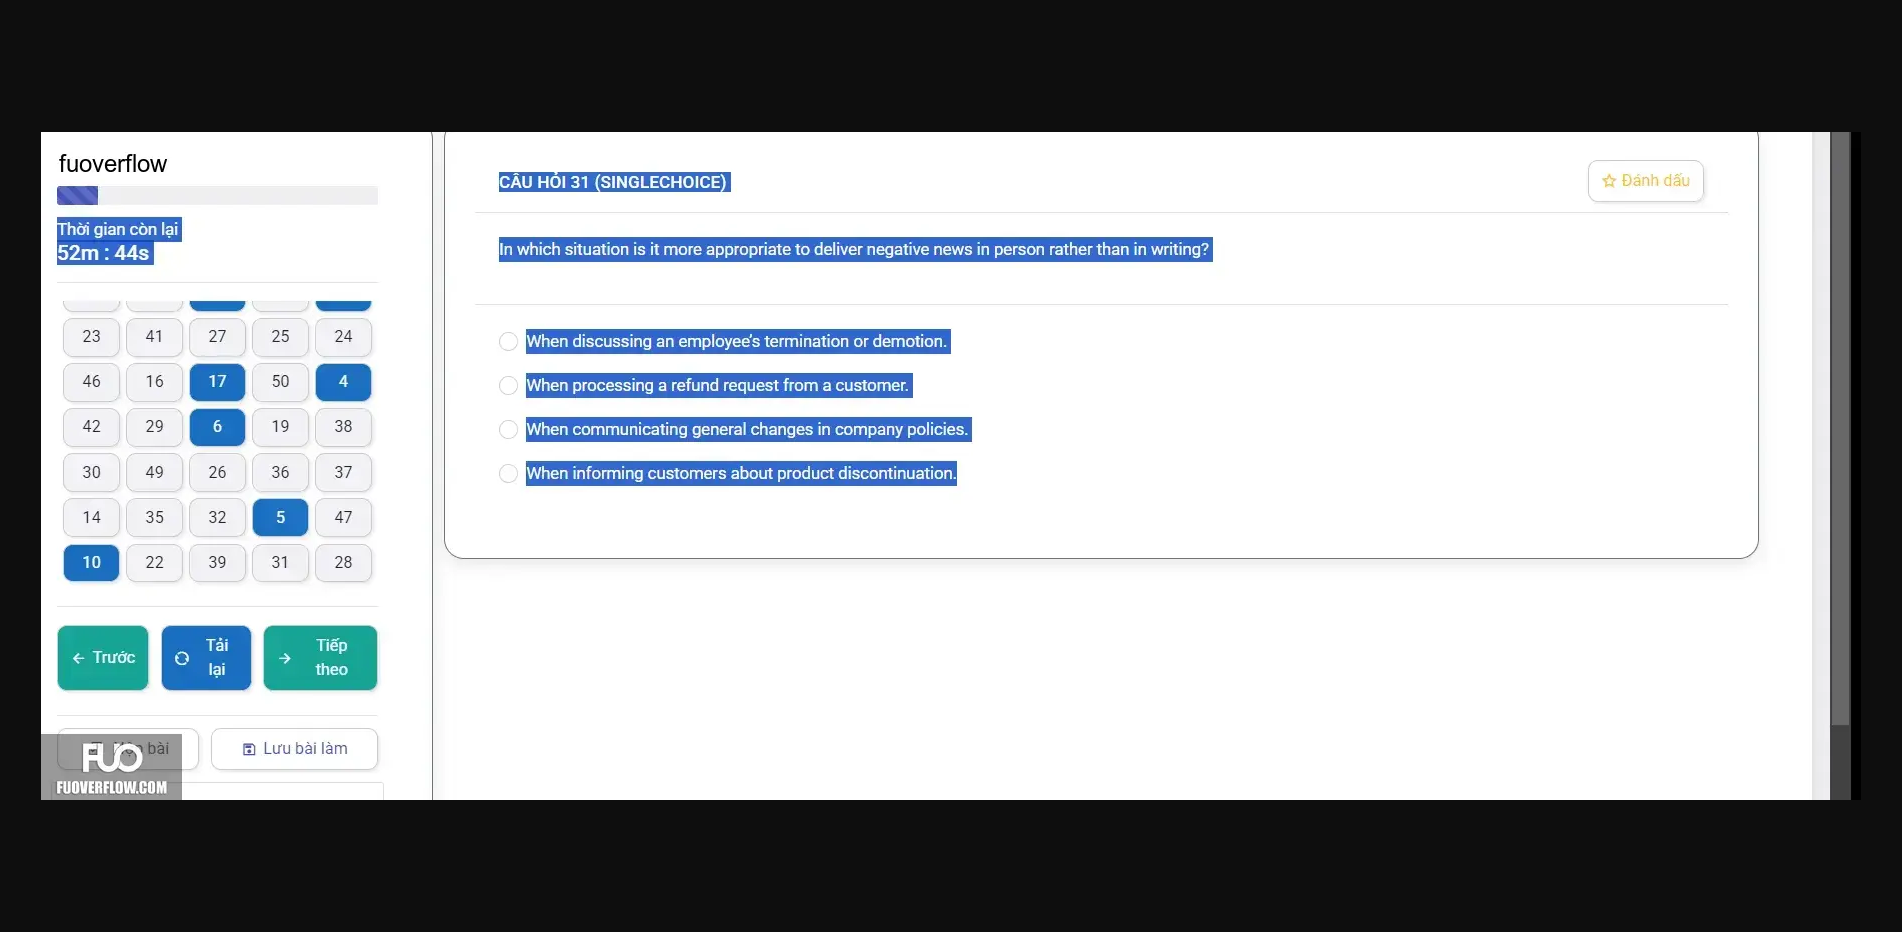 fuoverflow
Thời gian còn lại
52m : 44s
23 41 27 25 24
46 16 17 50 4
42 29 6 19 38
30 49 26 36 37
14 35 32 5 47
10 22 39 31 28
Trước
Tải lại
Tiếp theo
bài
Lưu bài làm
FUO
FUOVERFLOW.COM
CÂU HỎI 31 (SINGLECHOICE)
Đánh dấu
In which situation is it more appropriate to deliver negative news in person rather than in writing?
When discussing an employee's termination or demotion.
When processing a refund request from a customer.
When communicating general changes in company policies.
When informing customers about product discontinuation.